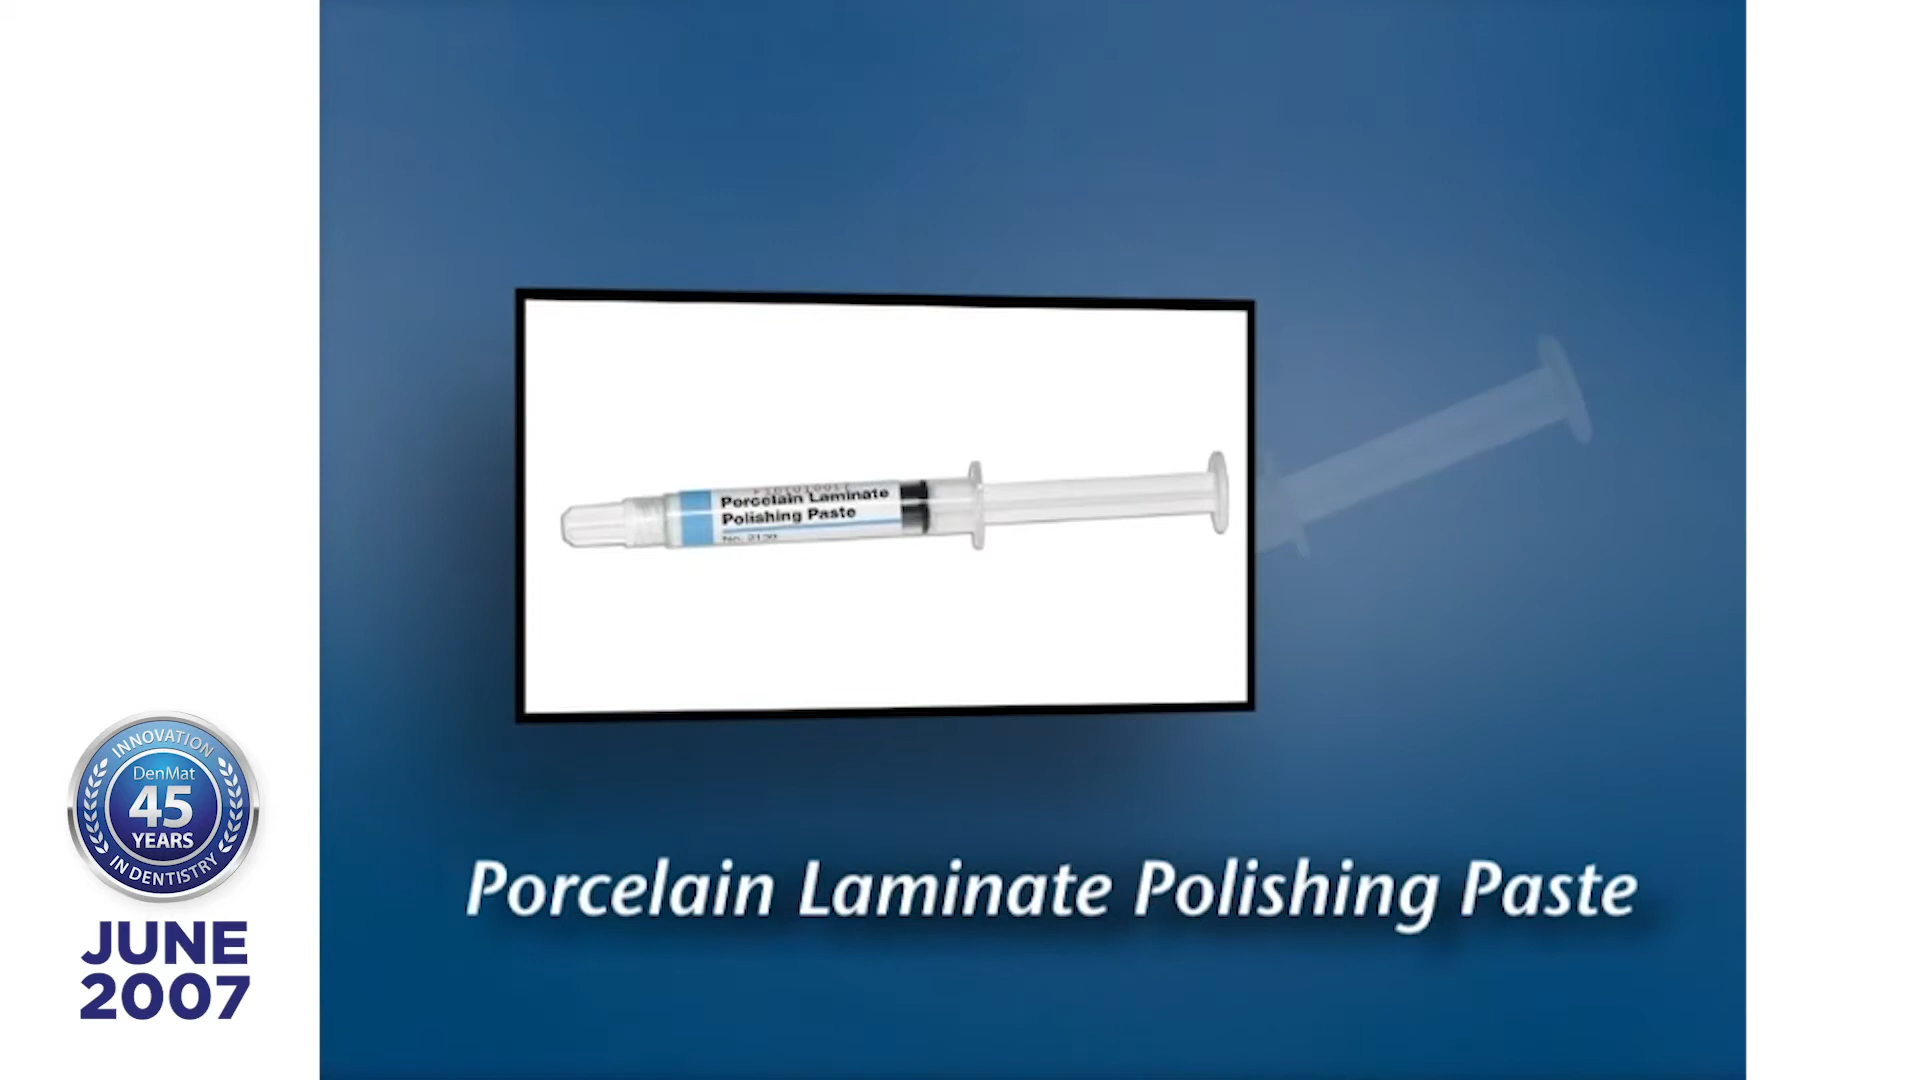 Porcelain Laminate
Polishing Paste
INNOVATION
DenMat
45
YEARS
IN DENTISTRY
JUNE
2007
Porcelain Laminate Polishing Paste